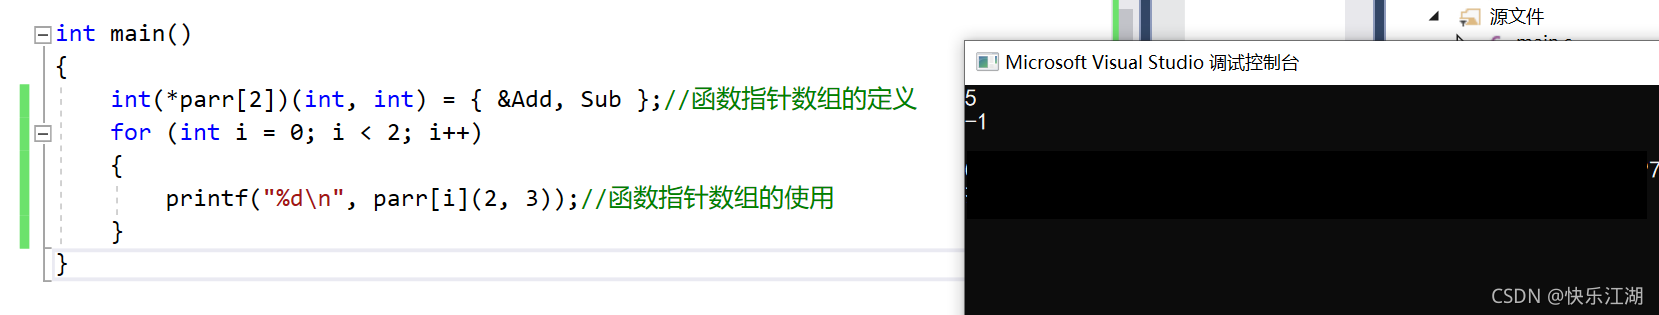 int main()
{
int(*parr[2])(int, int) = { &Add, Sub };//函数指针数组的定义
for (int i = 0; i < 2; i++)
{
printf("%d\n", parr[i](2, 3));//函数指针数组的使用
}
}
源文件
Microsoft Visual Studio 调试控制台
5
-1
CSDN @快乐江湖